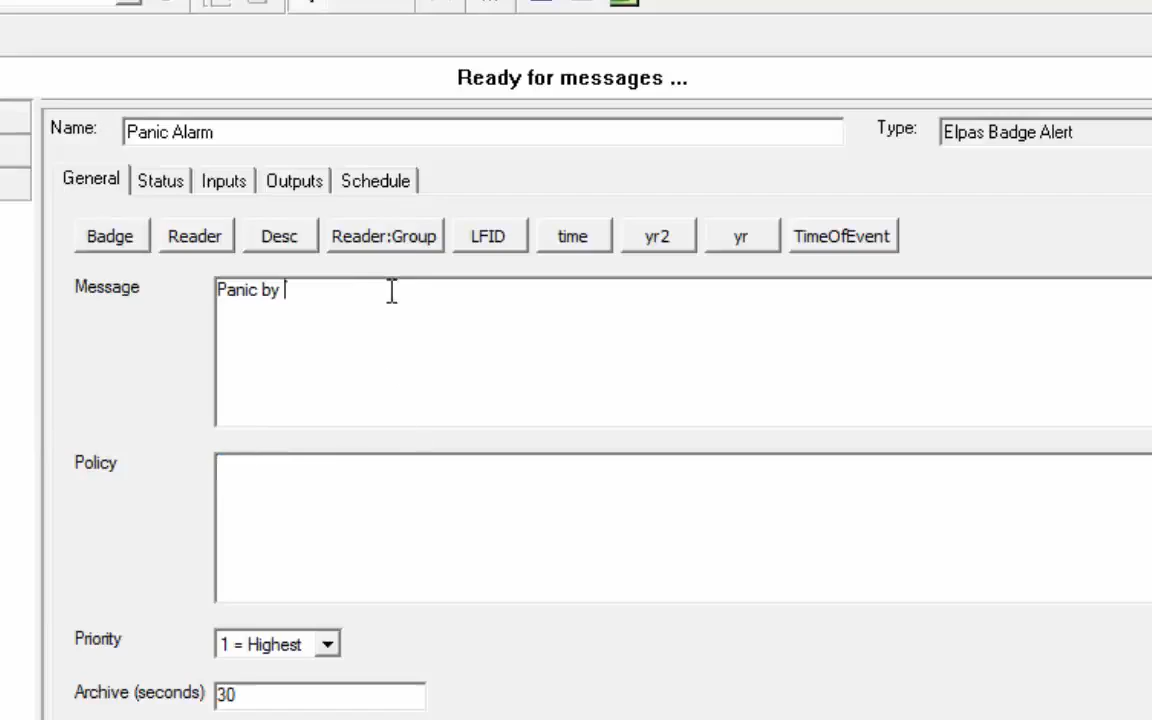 Ready for messages ...
Name: Panic Alarm Type: Elpas Badge Alert
General Status Inputs Outputs Schedule
Badge Reader Desc Reader:Group LFID time yr2 yr TimeOfEvent
Message Panic by
Policy
Priority 1 = Highest
Archive (seconds) 30